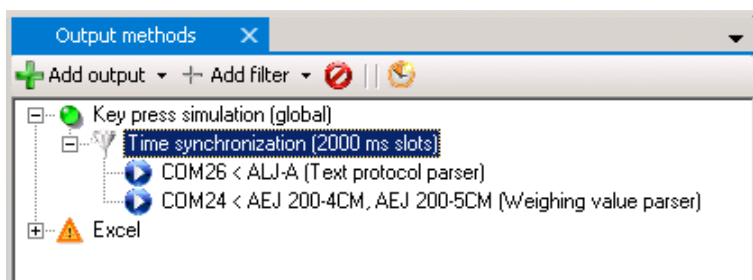 Output methods
Add output Add filter
Key press simulation (global)
Time synchronization (2000 ms slots)
COM26 < ALJ-A (Text protocol parser)
COM24 < AEJ 200-4CM, AEJ 200-5CM (Weighing value parser)
Excel